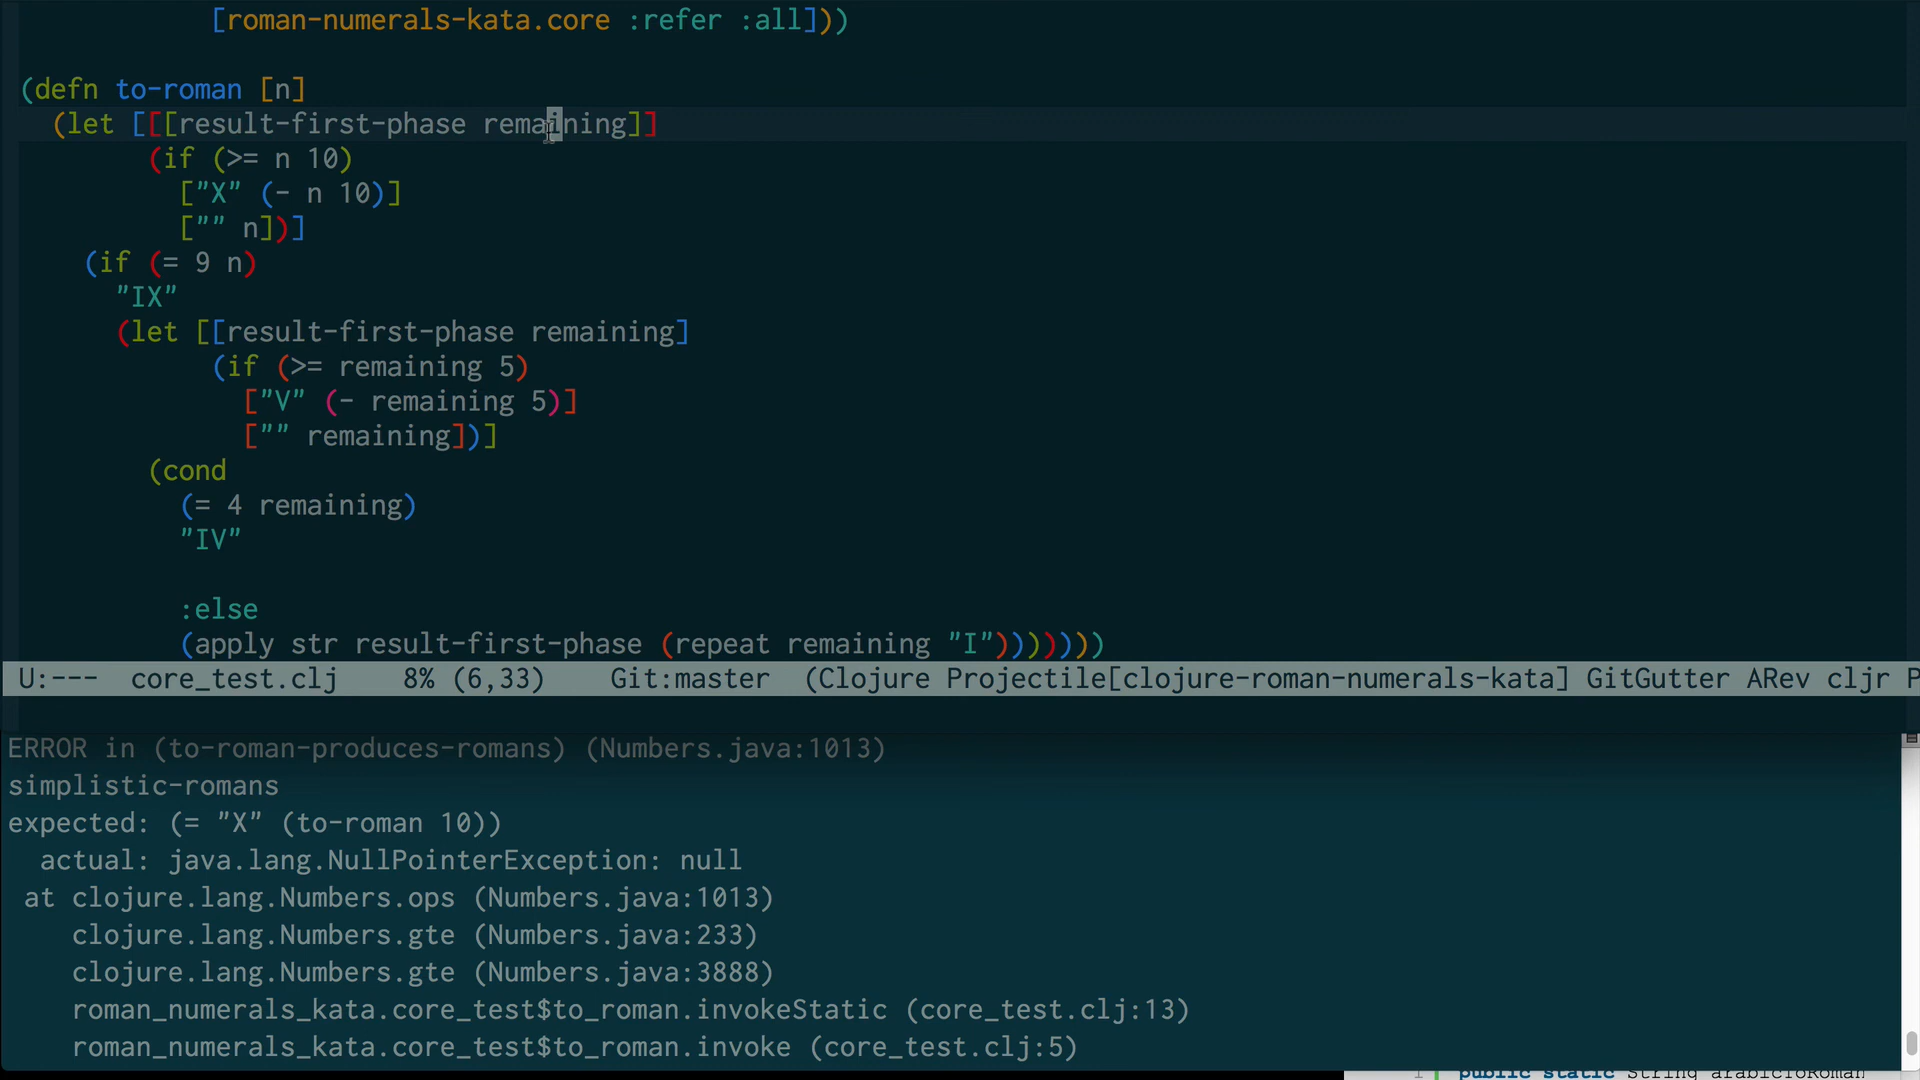 [roman-numerals-kata.core :refer :all]))
(defn to-roman [n]
(let [[[result-first-phase remaining]]
(if (>= n 10)
["X" (- n 10)]
["" n])]
(if (= 9 n)
"IX"
(let [[result-first-phase remaining]
(if (>= remaining 5)
["V" (- remaining 5)]
["" remaining])]
(cond
(= 4 remaining)
"IV"
:else
(apply str result-first-phase (repeat remaining "I")))))))
U:--- core_test.clj 8% (6,33) Git:master (Clojure Projectile[clojure-roman-numerals-kata] GitGutter ARev cljr P
ERROR in (to-roman-produces-romans) (Numbers.java:1013)
simplistic-romans
expected: (= "X" (to-roman 10))
actual: java.lang.NullPointerException: null
at clojure.lang.Numbers.ops (Numbers.java:1013)
clojure.lang.Numbers.gte (Numbers.java:233)
clojure.lang.Numbers.gte (Numbers.java:3888)
roman_numerals_kata.core_test$to_roman.invokeStatic (core_test.clj:13)
roman_numerals_kata.core_test$to_roman.invoke (core_test.clj:5)
1 public static String arabicToRoman